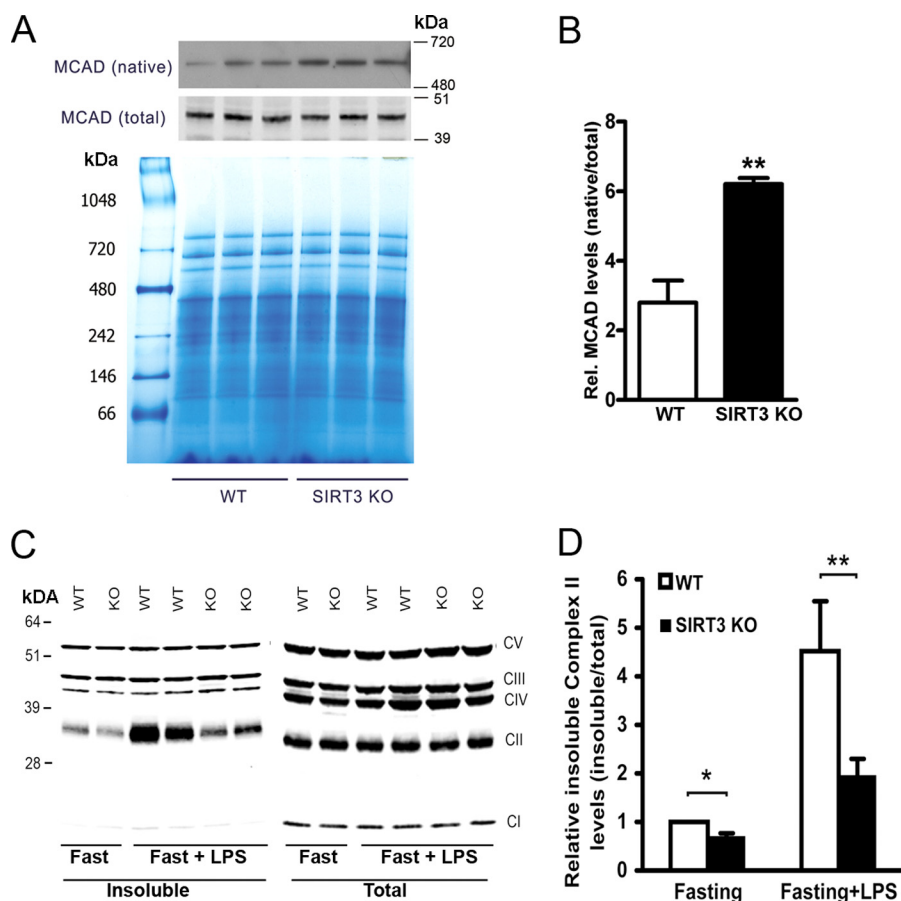 A
kDa
MCAD (native)
720
480
MCAD (total)
51
39
kDa
1048
720
480
242
146
66
WT
SIRT3 KO
B
Rel. MCAD levels (native/total)
8
6
4
2
0
**
WT
SIRT3 KO
C
kDA
WT
KO
WT
WT
KO
KO
WT
KO
WT
WT
KO
KO
64
51
39
28
CV
CIII
CIV
CII
CI
Fast
Fast + LPS
Fast
Fast + LPS
Insoluble
Total
D
Relative insoluble Complex II
levels (insoluble/total)
6
5
4
3
2
1
0
WT
SIRT3 KO
*
**
Fasting
Fasting+LPS